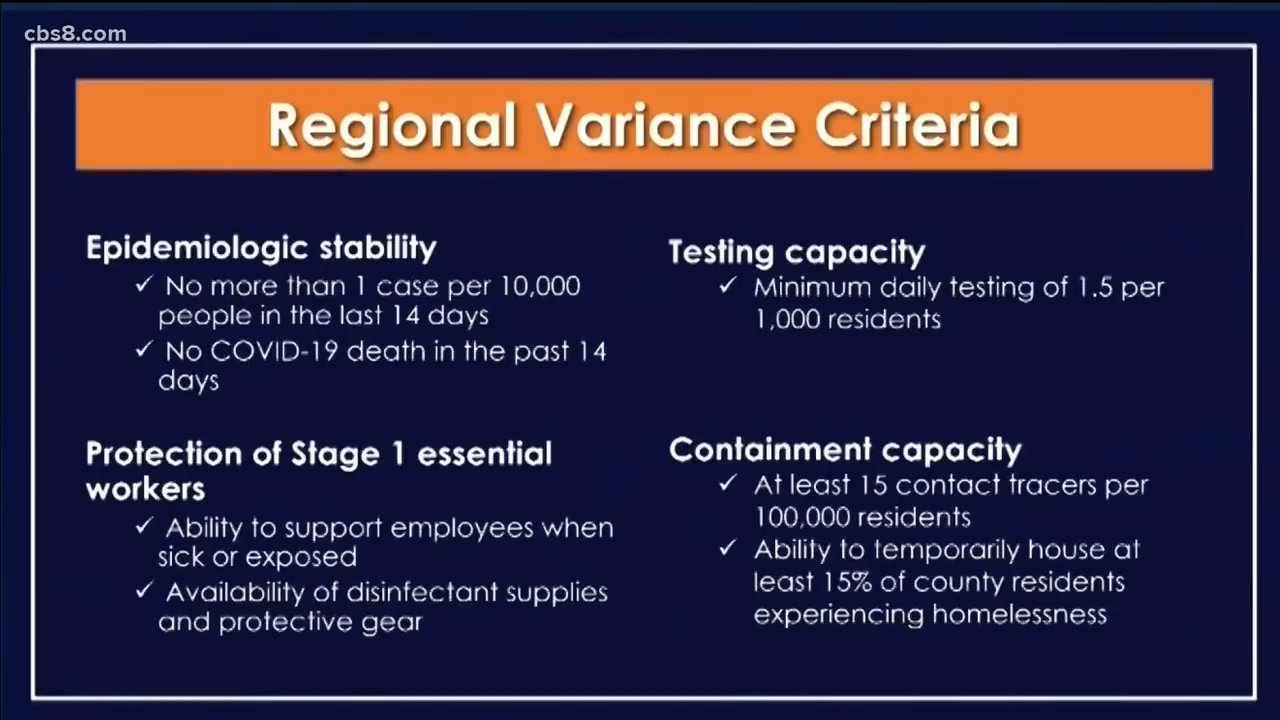 cbs8.com
Regional Variance Criteria
Epidemiologic stability
✓ No more than 1 case per 10,000
people in the last 14 days
✓ No COVID-19 death in the past 14
days
Protection of Stage 1 essential
workers
✓ Ability to support employees when
sick or exposed
✓ Availability of disinfectant supplies
and protective gear
Testing capacity
✓ Minimum daily testing of 1.5 per
1,000 residents
Containment capacity
✓ At least 15 contact tracers per
100,000 residents
✓ Ability to temporarily house at
least 15% of county residents
experiencing homelessness